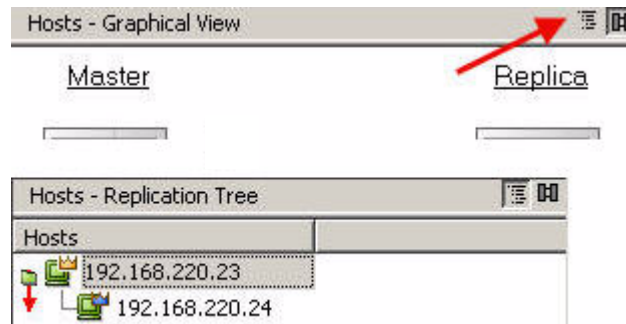 Hosts - Graphical View
Master Replica
Hosts - Replication Tree
Hosts
192.168.220.23
192.168.220.24